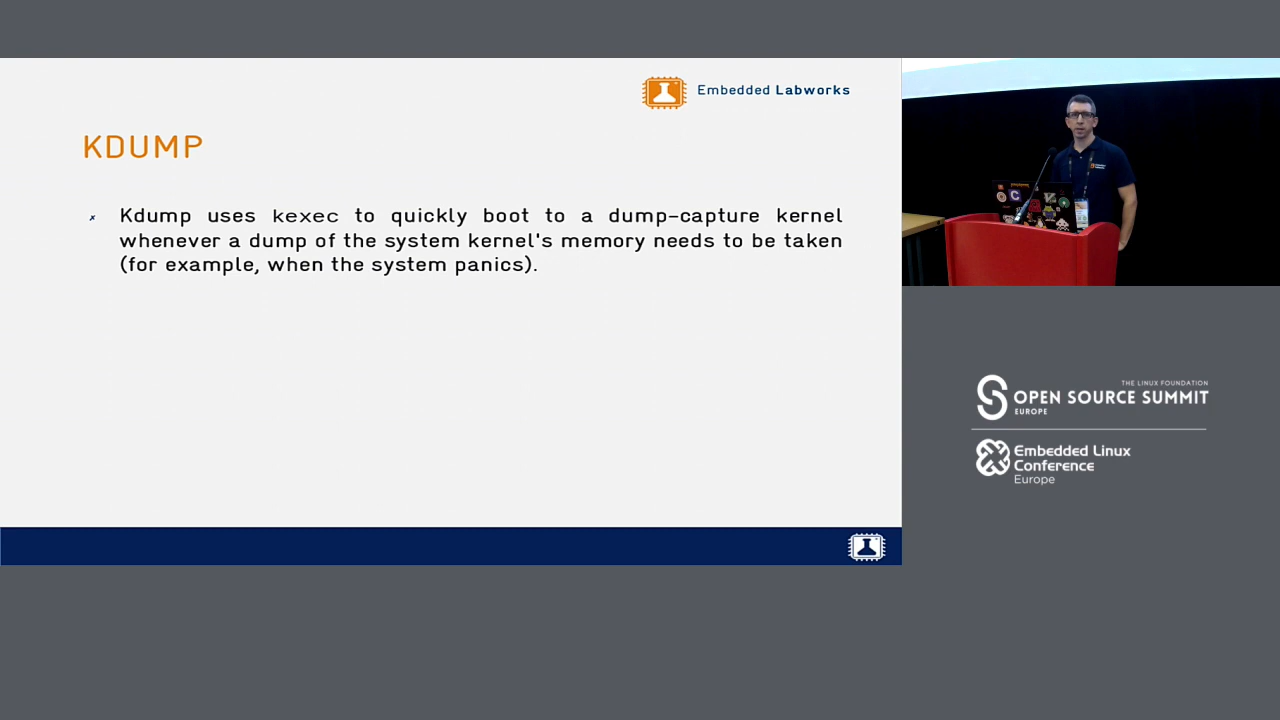 Embedded Labworks
KDUMP
Kdump uses kexec to quickly boot to a dump-capture kernel
whenever a dump of the system kernel's memory needs to be taken
(for example, when the system panics).
THE LINUX FOUNDATION
OPEN SOURCE SUMMIT
EUROPE
Embedded Linux
Conference
Europe